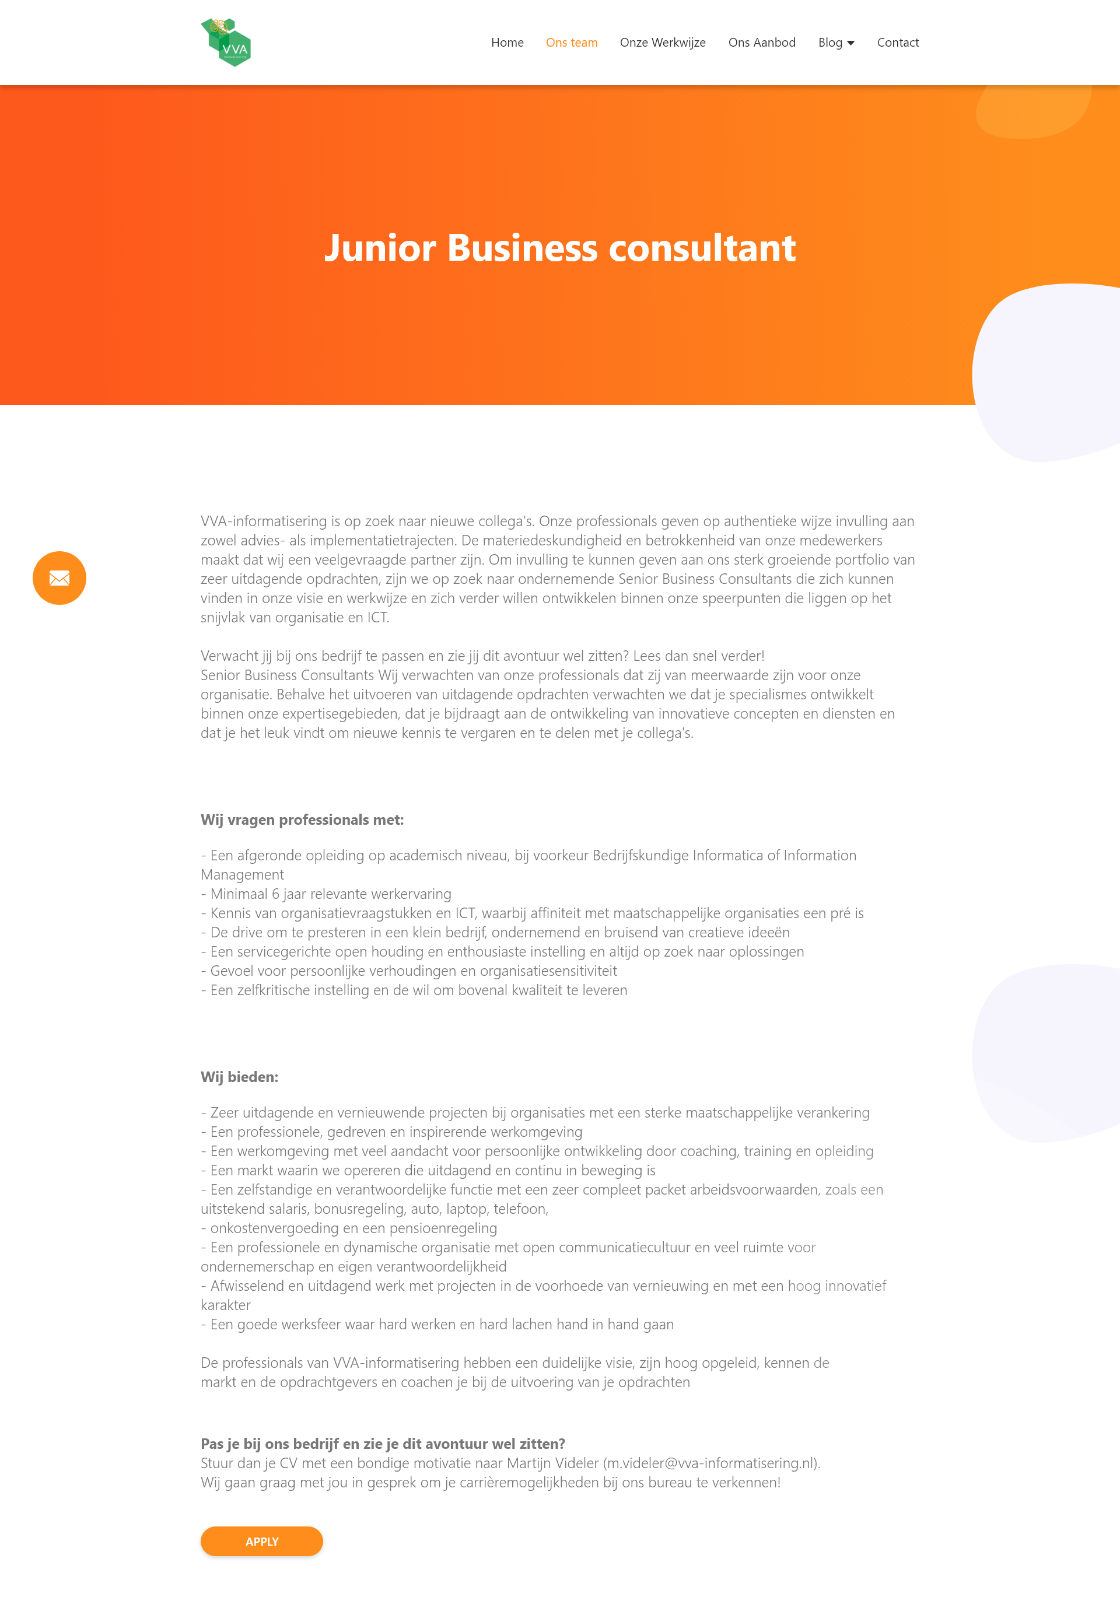 VVA
Home
Ons team
Onze Werkwijze
Ons Aanbod
Blog
Contact
Junior Business consultant
VVA-informatisering is op zoek naar nieuwe collega's. Onze professionals geven op authentieke wijze invulling aan
zowel advies- als implementatietrajecten. De materiedeskundigheid en betrokkenheid van onze medewerkers
maakt dat wij een veelgevraagde partner zijn. Om invulling te kunnen geven aan ons sterk groeiende portfolio van
zeer uitdagende opdrachten, zijn we op zoek naar ondernemende Senior Business Consultants die zich kunnen
vinden in onze visie en werkwijze en zich verder willen ontwikkelen binnen onze speerpunten die liggen op het
snijvlak van organisatie en ICT.
Verwacht jij bij ons bedrijf te passen en zie jij dit avontuur wel zitten? Lees dan snel verder!
Senior Business Consultants Wij verwachten van onze professionals dat zij van meerwaarde zijn voor onze
organisatie. Behalve het uitvoeren van uitdagende opdrachten verwachten we dat je specialismes ontwikkelt
binnen onze expertisegebieden, dat je bijdraagt aan de ontwikkeling van innovatieve concepten en diensten en
dat je het leuk vindt om nieuwe kennis te vergaren en te delen met je collega's.
Wij vragen professionals met:
- Een afgeronde opleiding op academisch niveau, bij voorkeur Bedrijfskundige Informatica of Information
Management
- Minimaal 6 jaar relevante werkervaring
- Kennis van organisatievraagstukken en ICT, waarbij affiniteit met maatschappelijke organisaties een pré is
- De drive om te presteren in een klein bedrijf, ondernemend en bruisend van creatieve ideeën
- Een servicegerichte open houding en enthousiaste instelling en altijd op zoek naar oplossingen
- Gevoel voor persoonlijke verhoudingen en organisatiesensitiviteit
- Een zelfkritische instelling en de wil om bovenal kwaliteit te leveren
Wij bieden:
- Zeer uitdagende en vernieuwende projecten bij organisaties met een sterke maatschappelijke verankering
- Een professionele, gedreven en inspirerende werkomgeving
- Een werkomgeving met veel aandacht voor persoonlijke ontwikkeling door coaching, training en opleiding
- Een markt waarin we opereren die uitdagend en continu in beweging is
- Een zelfstandige en verantwoordelijke functie met een zeer compleet packet arbeidsvoorwaarden, zoals een
uitstekend salaris, bonusregeling, auto, laptop, telefoon,
- onkostenvergoeding en een pensioenregeling
- Een professionele en dynamische organisatie met open communicatiecultuur en veel ruimte voor
ondernemerschap en eigen verantwoordelijkheid
- Afwisselend en uitdagend werk met projecten in de voorhoede van vernieuwing en met een hoog innovatief
karakter
- Een goede werksfeer waar hard werken en hard lachen hand in hand gaan
De professionals van VVA-informatisering hebben een duidelijke visie, zijn hoog opgeleid, kennen de
markt en de opdrachtgevers en coachen je bij de uitvoering van je opdrachten
Pas je bij ons bedrijf en zie je dit avontuur wel zitten?
Stuur dan je CV met een bondige motivatie naar Martijn Videler (m.videler@vva-informatisering.nl).
Wij gaan graag met jou in gesprek om je carrièremogelijkheden bij ons bureau te verkennen!
APPLY